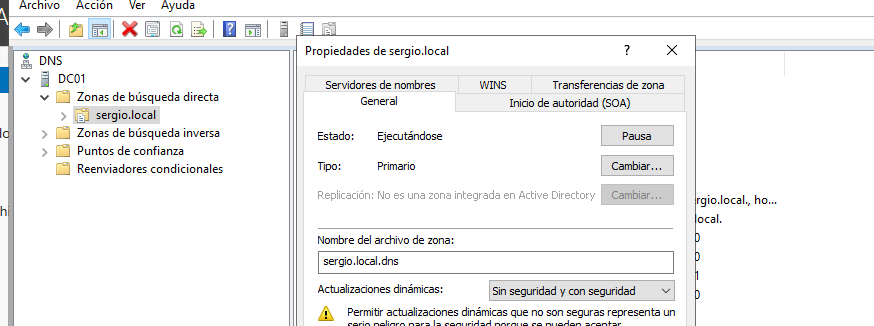 Archivo Acción Ver Ayuda
DNS
DC01
Zonas de búsqueda directa
sergio.local
Zonas de búsqueda inversa
Puntos de confianza
Reenviadores condicionales
Propiedades de sergio.local
Servidores de nombres WINS Transferencias de zona
General Inicio de autoridad (SOA)
Estado: Ejecutándose Pausa
Tipo: Primario Cambiar...
Replicación: No es una zona integrada en Active Directory Cambiar...
Nombre del archivo de zona:
sergio.local.dns
Actualizaciones dinámicas: Sin seguridad y con seguridad
Permitir actualizaciones dinámicas que no son seguras representa un
serio peligro para la seguridad porque se pueden aceptar
rgio.local., ho...
local.
0
0
1
0